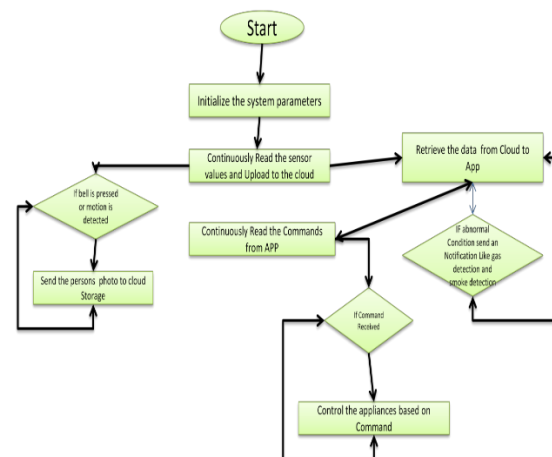 Start
Initialize the system parameters
Continuously Read the sensor
values and Upload to the cloud
Retrieve the data from Cloud to
App
If bell is pressed
or motion is
detected
Continuously Read the Commands
from APP
IF abnormal
Condition send an
Notification Like gas
detection and
smoke detection
Send the persons photo to cloud
Storage
If Command
Received
Control the appliances based on
Command